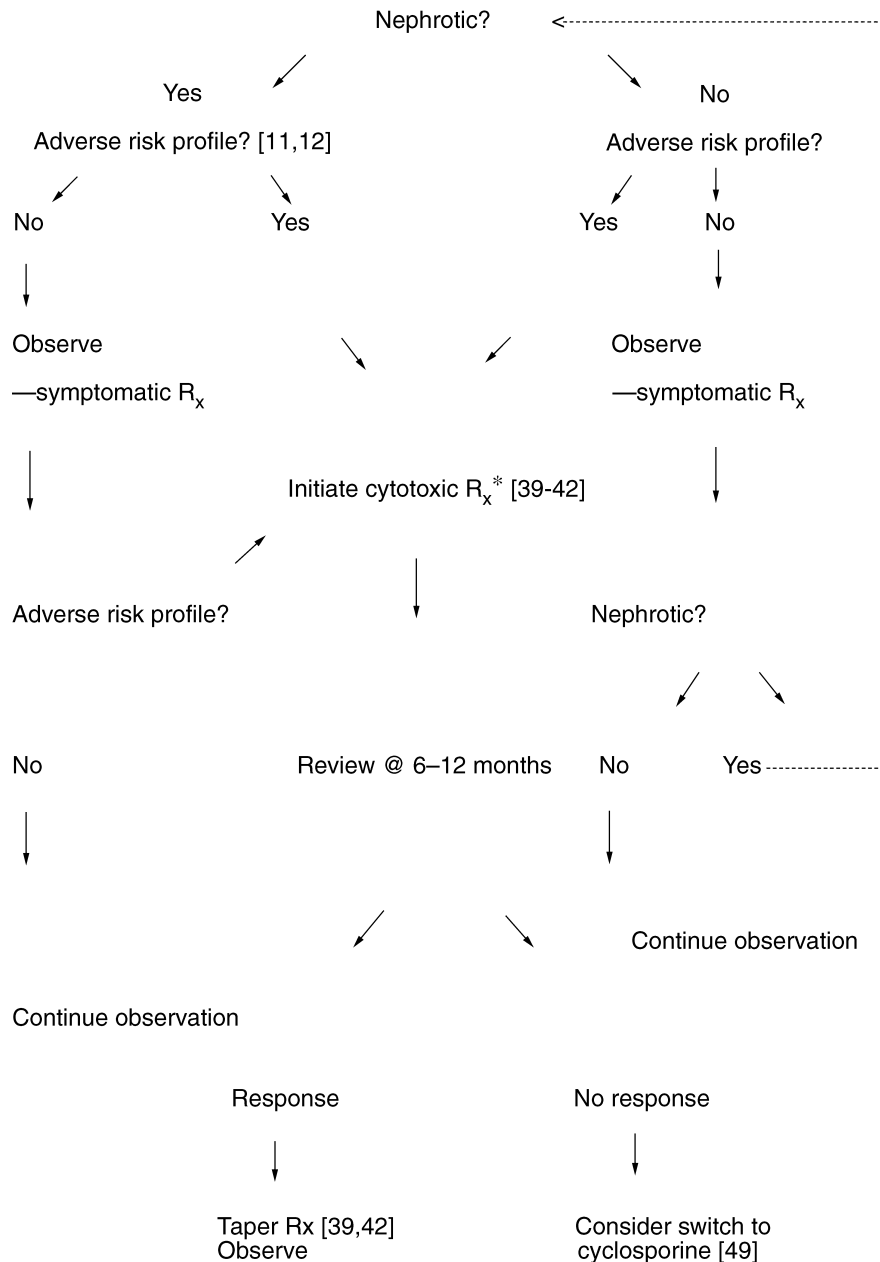 Nephrotic?
Yes
No
Adverse risk profile? [11,12]
Adverse risk profile?
No
Yes
Yes
No
Observe
—symptomatic Rx
Observe
—symptomatic Rx
Initiate cytotoxic Rx* [39-42]
Adverse risk profile?
Nephrotic?
No
Review @ 6–12 months
No
Yes
Continue observation
Continue observation
Response
No response
Taper Rx [39,42]
Observe
Consider switch to
cyclosporine [49]